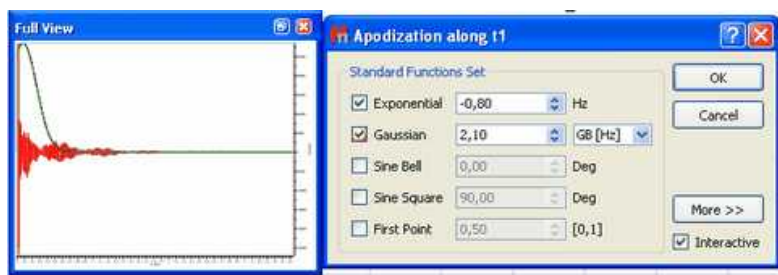 Full View
Apodization along t1
Standard Functions Set
Exponential -0,80 Hz
Gaussian 2,10 GB [Hz]
Sine Bell 0,00 Deg
Sine Square 90,00 Deg
First Point 0,50 [0,1]
OK
Cancel
More >>
Interactive